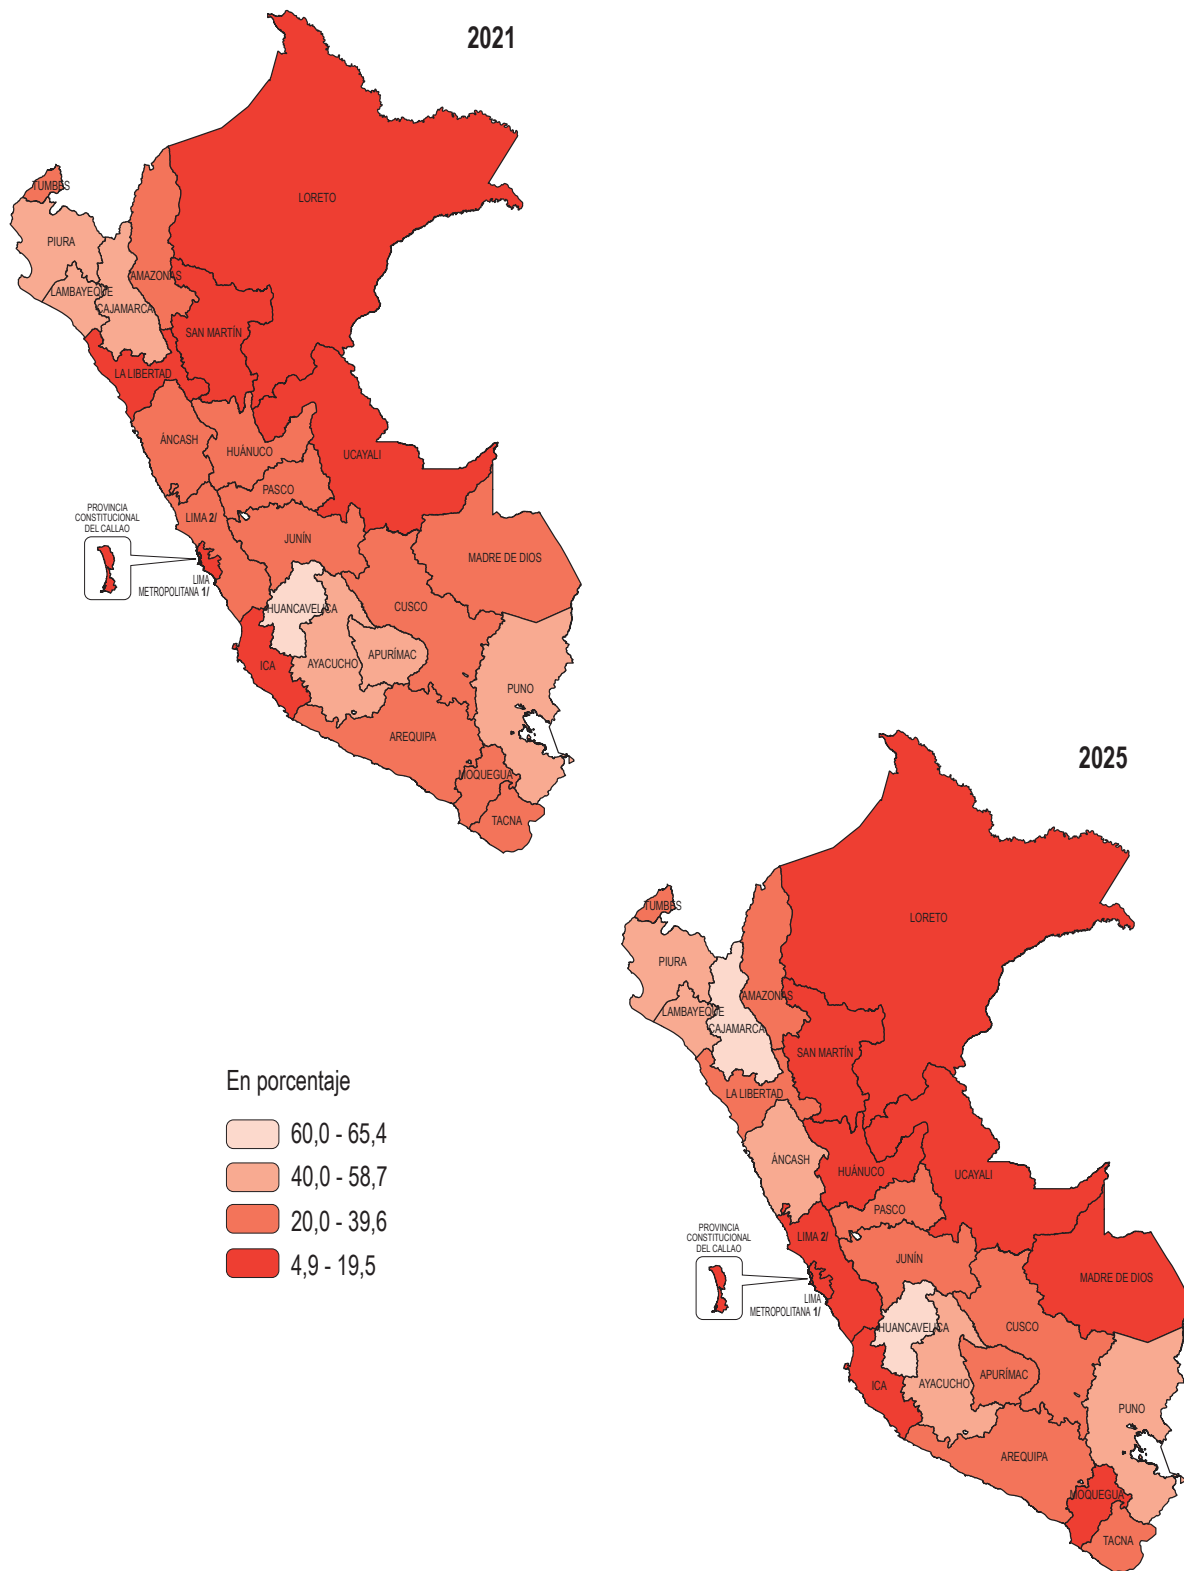 2021
LORETO
TUMBES
PIURA
AMAZONAS
LAMBAYEQUE
CAJAMARCA
SAN MARTÍN
LA LIBERTAD
ÁNCASH
HUÁNUCO
UCAYALI
PASCO
LIMA 2/
PROVINCIA
CONSTITUCIONAL
DEL CALLAO
JUNÍN
MADRE DE DIOS
LIMA
METROPOLITANA 1/
HUANCAVELICA
CUSCO
ICA
AYACUCHO
APURÍMAC
PUNO
AREQUIPA
MOQUEGUA
TACNA
2025
LORETO
TUMBES
PIURA
AMAZONAS
LAMBAYEQUE
CAJAMARCA
SAN MARTÍN
LA LIBERTAD
ÁNCASH
HUÁNUCO
UCAYALI
PASCO
LIMA 2/
PROVINCIA
CONSTITUCIONAL
DEL CALLAO
JUNÍN
MADRE DE DIOS
LIMA
METROPOLITANA 1/
HUANCAVELICA
CUSCO
ICA
AYACUCHO
APURÍMAC
PUNO
AREQUIPA
MOQUEGUA
TACNA
En porcentaje
60,0 - 65,4
40,0 - 58,7
20,0 - 39,6
4,9 - 19,5